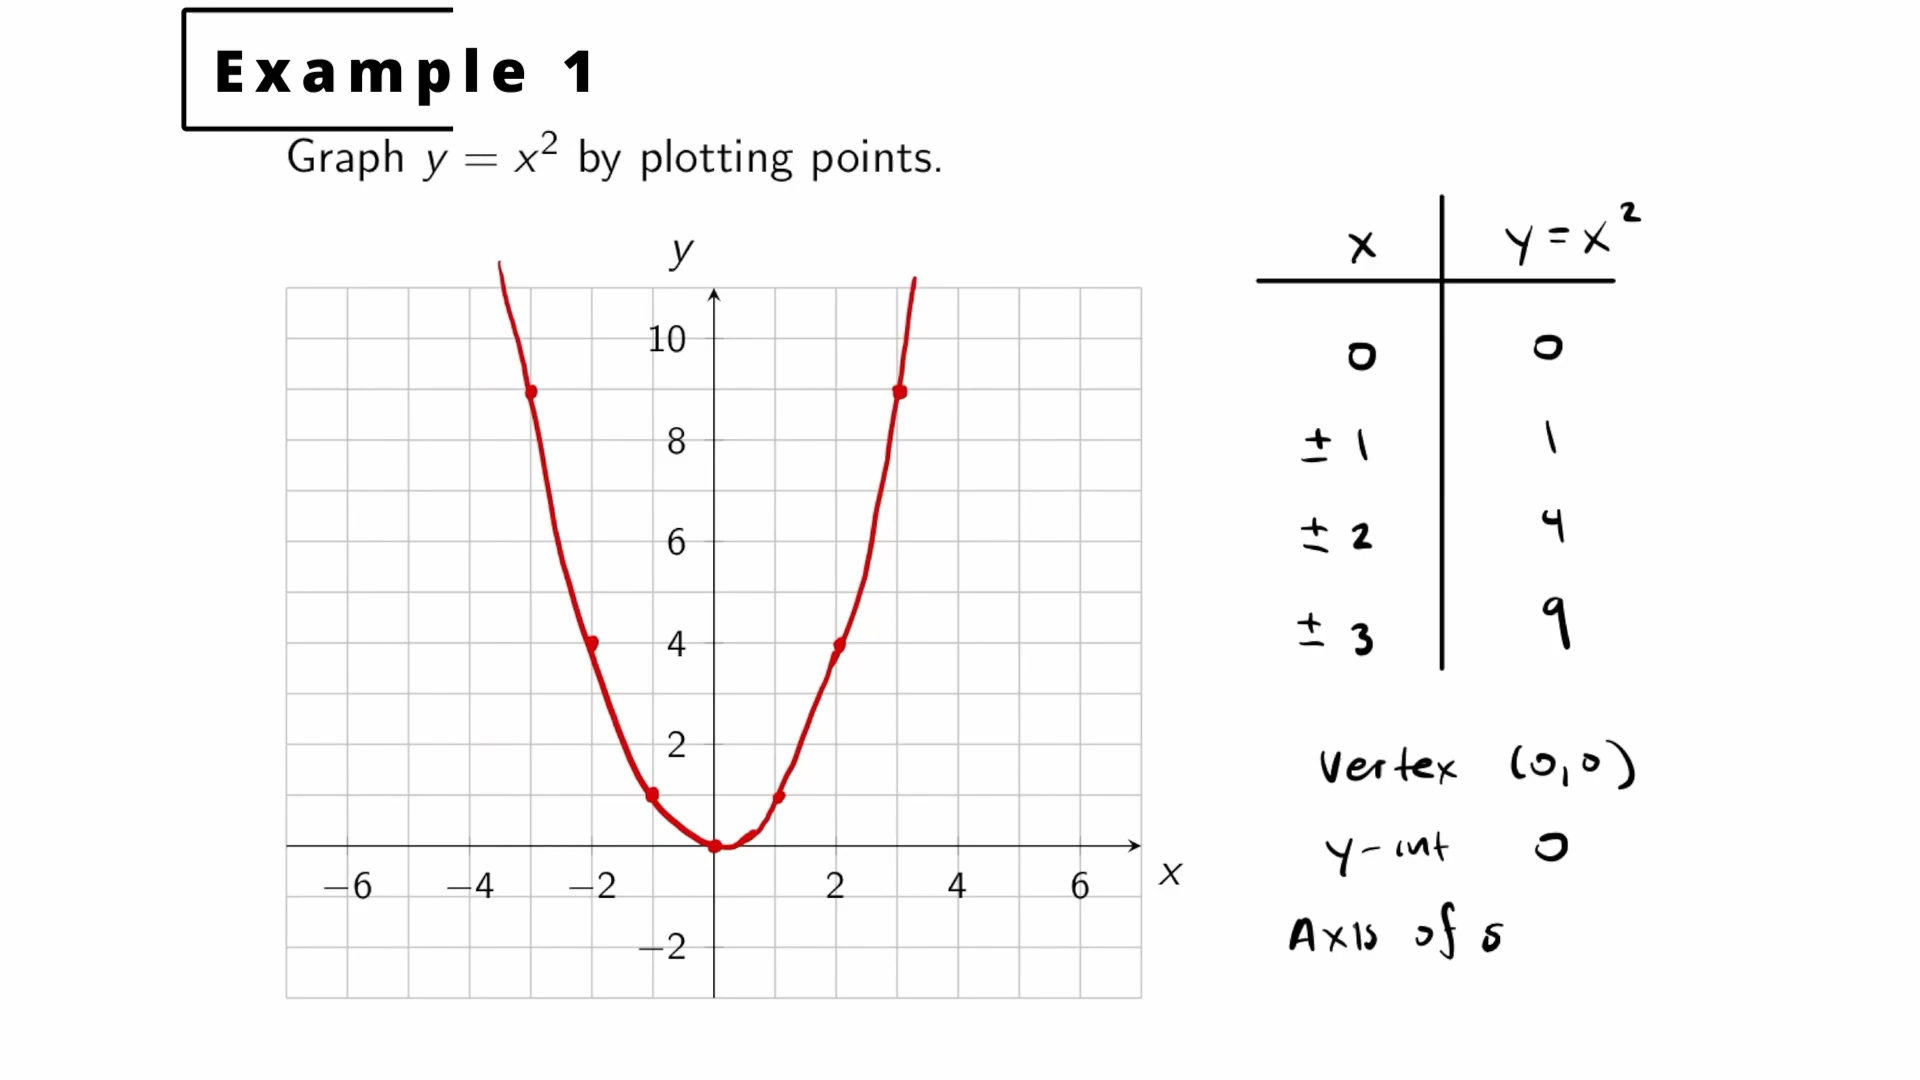 Example 1
Graph y = x² by plotting points.
y
10
8
6
4
2
−6 −4 −2 2 4 6 x
−2
x y = x²
0 0
± 1 1
± 2 4
± 3 9
Vertex (0,0)
y-int 0
Axis of s